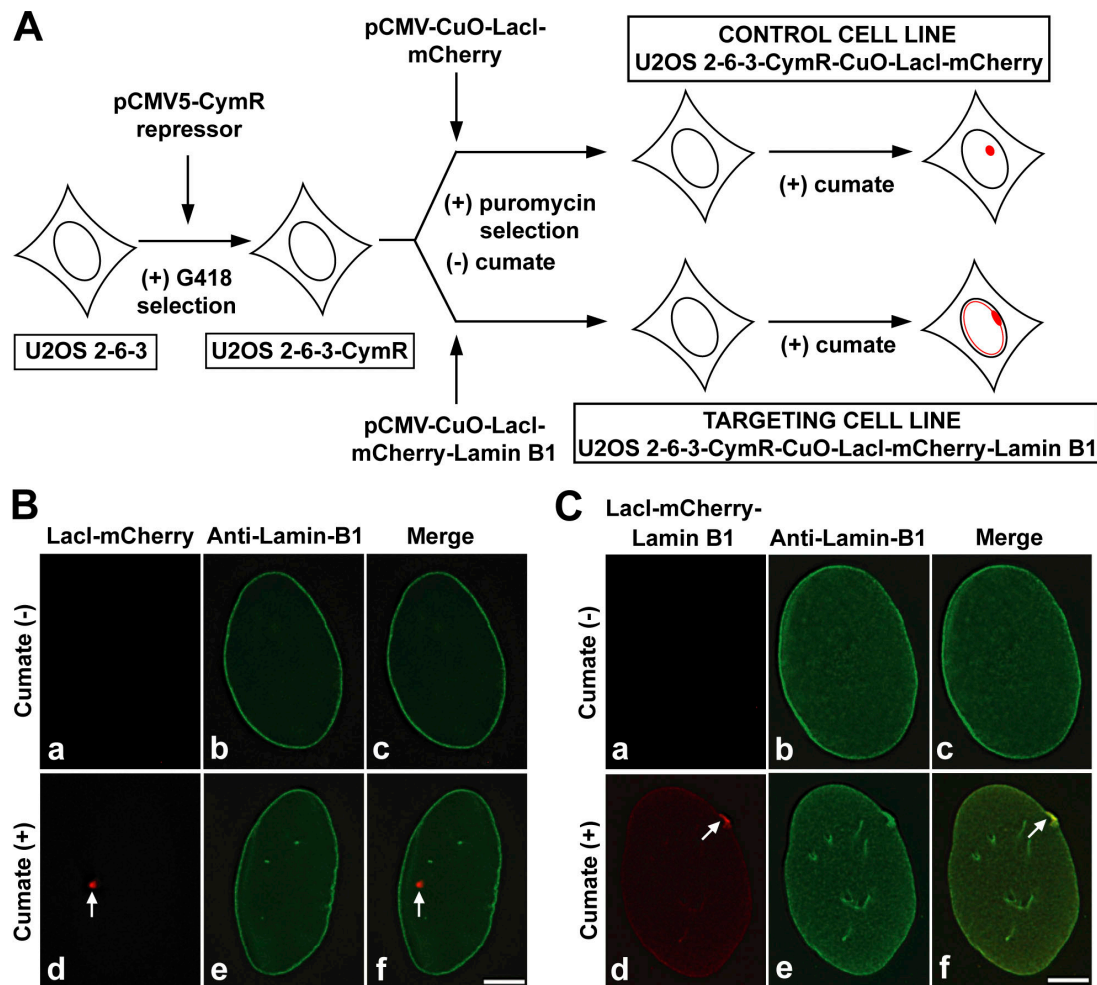 A
pCMV5-CymR
repressor
(+) G418
selection
U2OS 2-6-3
U2OS 2-6-3-CymR
pCMV-CuO-LacI-
mCherry
(+) puromycin
selection
(-) cumate
pCMV-CuO-LacI-
mCherry-Lamin B1
CONTROL CELL LINE
U2OS 2-6-3-CymR-CuO-LacI-mCherry
(+) cumate
(+) cumate
TARGETING CELL LINE
U2OS 2-6-3-CymR-CuO-LacI-mCherry-Lamin B1
B
LacI-mCherry
Anti-Lamin-B1
Merge
Cumate (-)
a
b
c
Cumate (+)
d
e
f
C
LacI-mCherry-
Lamin B1
Anti-Lamin-B1
Merge
Cumate (-)
a
b
c
Cumate (+)
d
e
f